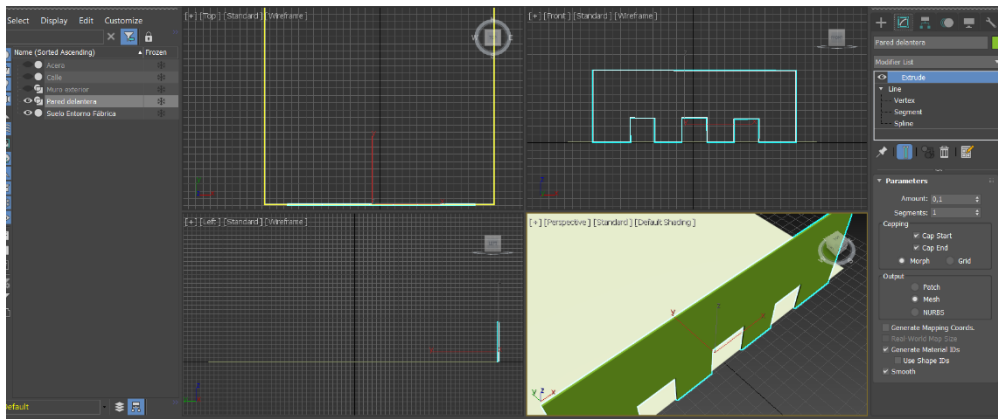 Select Display Edit Customize
Name (Sorted Ascending) Frozen
Acera
Calle
Muro exterior
Pared delantera
Suelo Externo Fábrica
default
[+] [Top] [Standard] [Wireframe]
[+] [Front] [Standard] [Wireframe]
[+] [Left] [Standard] [Wireframe]
[+] [Perspective] [Standard] [Default Shading]
Pared delantera
Modifier List
Extrude
Line
Vertex
Segment
Spline
Parameters
Amount: 0,1
Segments: 1
Capping
Cap Start
Cap End
Morph Grid
Output
Patch
Mesh
NURBS
Generate Mapping Coords.
Real World Map Size
Generate Material IDs
Use Shape IDs
Smooth